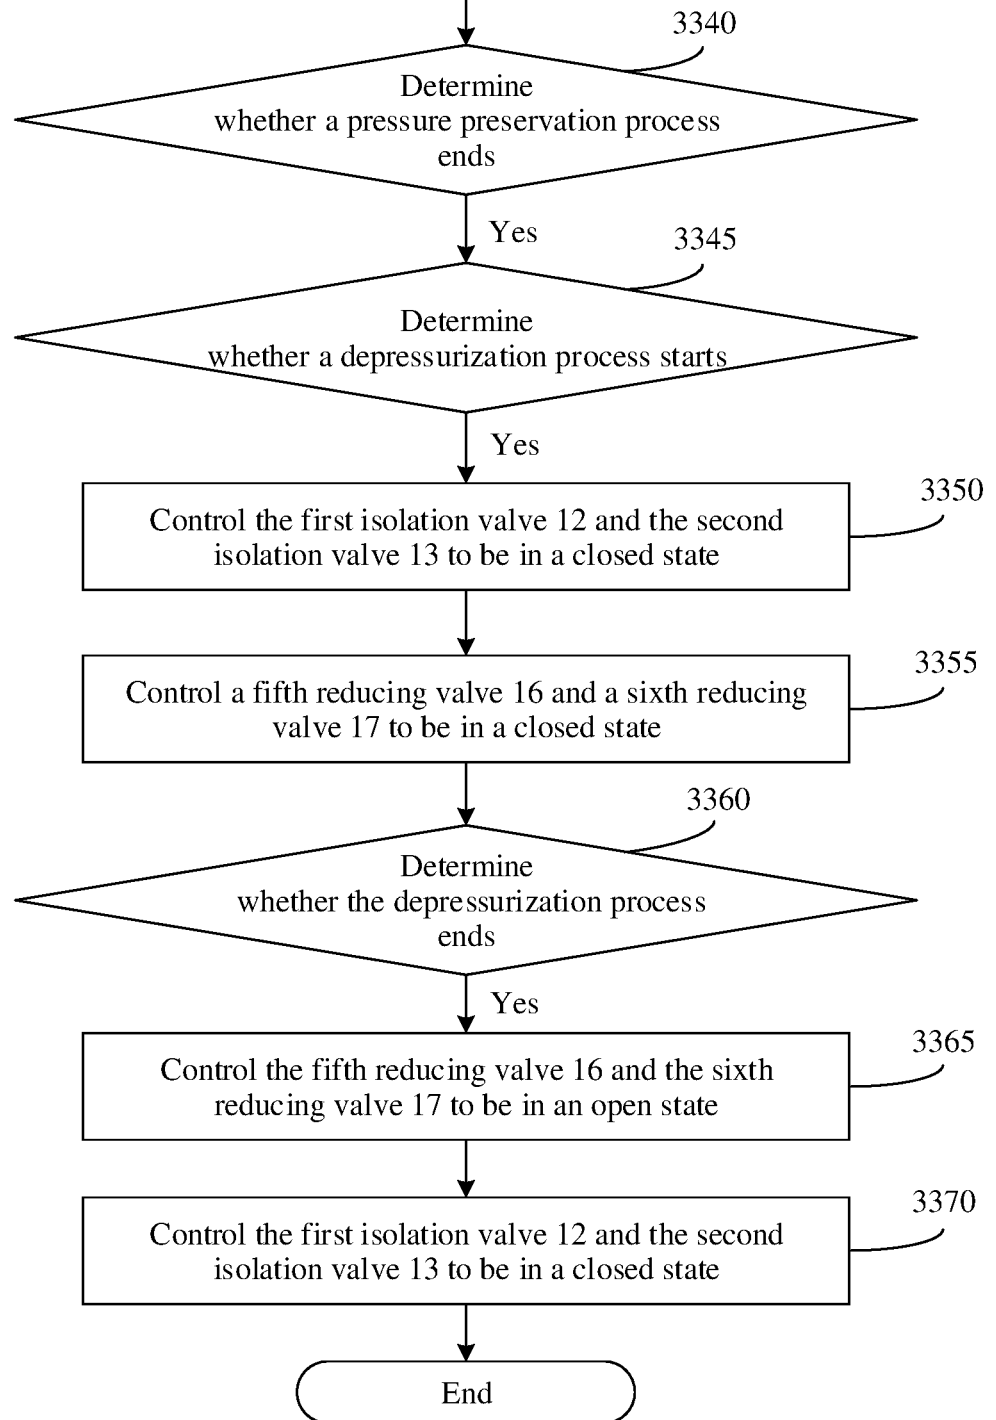 3340
Determine
whether a pressure preservation process
ends
Yes
3345
Determine
whether a depressurization process starts
Yes
3350
Control the first isolation valve 12 and the second
isolation valve 13 to be in a closed state
3355
Control a fifth reducing valve 16 and a sixth reducing
valve 17 to be in a closed state
3360
Determine
whether the depressurization process
ends
Yes
3365
Control the fifth reducing valve 16 and the sixth
reducing valve 17 to be in an open state
3370
Control the first isolation valve 12 and the second
isolation valve 13 to be in a closed state
End